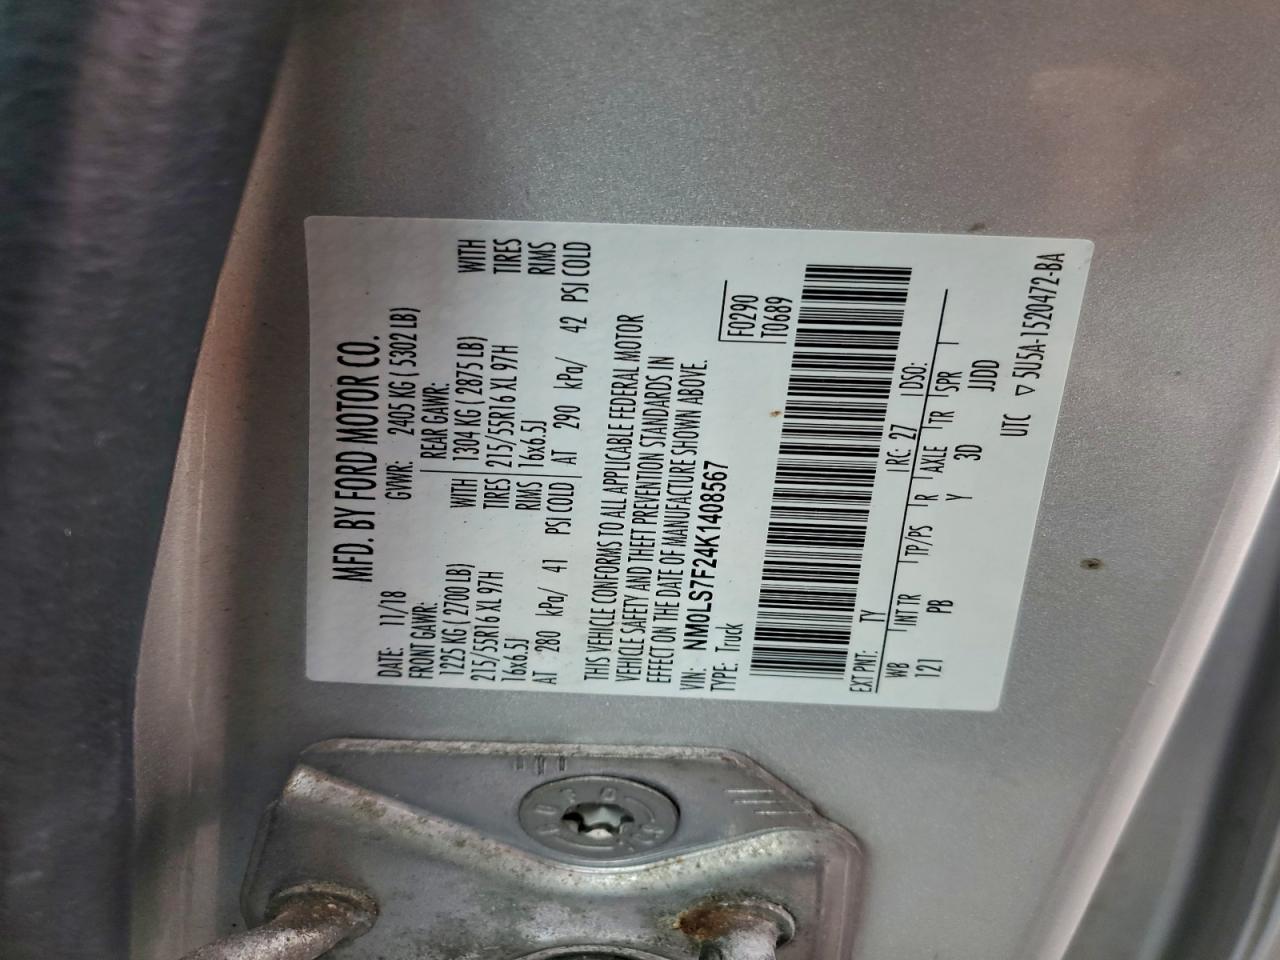 MFD. BY FORD MOTOR CO.
DATE: 11/18 GVWR: 2405 KG ( 5302 LB)
FRONT GAWR: REAR GAWR:
1225 KG ( 2700 LB) WITH 1304 KG ( 2875 LB) WITH
215/55R16 XL 97H TIRES 215/55R16 XL 97H TIRES
16x6.5J RIMS 16x6.5J RIMS
AT 280 kPa/ 41 PSI COLD AT 290 kPa/ 42 PSI COLD
THIS VEHICLE CONFORMS TO ALL APPLICABLE FEDERAL MOTOR
VEHICLE SAFETY AND THEFT PREVENTION STANDARDS IN
EFFECT ON THE DATE OF MANUFACTURE SHOWN ABOVE.
VIN: NM0LS7F24K1408567
TYPE: Truck
F0290
T0689
EXT PNT: TY RC: 27 DSO:
WB INT TR TP/PS R AXLE TR SPR
121 PB Y 3D JJDD
UTC ▽ 5U5A-1520472-BA